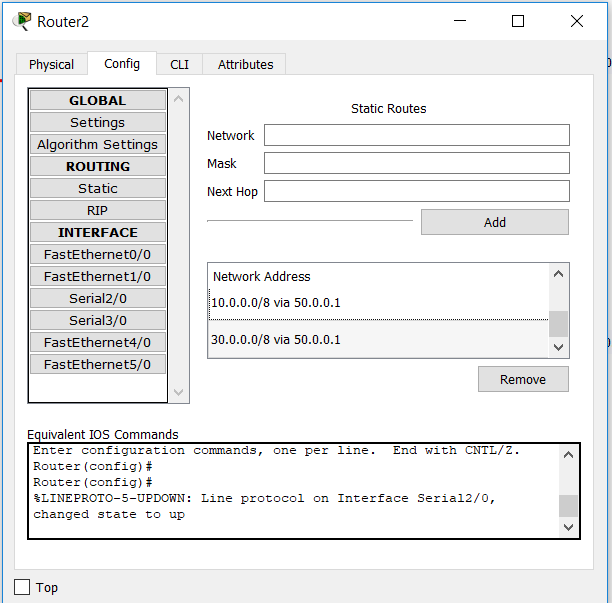 Router2
Physical
Config
CLI
Attributes
GLOBAL
Settings
Algorithm Settings
ROUTING
Static
RIP
INTERFACE
FastEthernet0/0
FastEthernet1/0
Serial2/0
Serial3/0
FastEthernet4/0
FastEthernet5/0
Static Routes
Network
Mask
Next Hop
Add
Network Address
10.0.0.0/8 via 50.0.0.1
30.0.0.0/8 via 50.0.0.1
Remove
Equivalent IOS Commands
Enter configuration commands, one per line.  End with CNTL/Z.
Router(config)#
Router(config)#
%LINEPROTO-5-UPDOWN: Line protocol on Interface Serial2/0,
changed state to up
Top